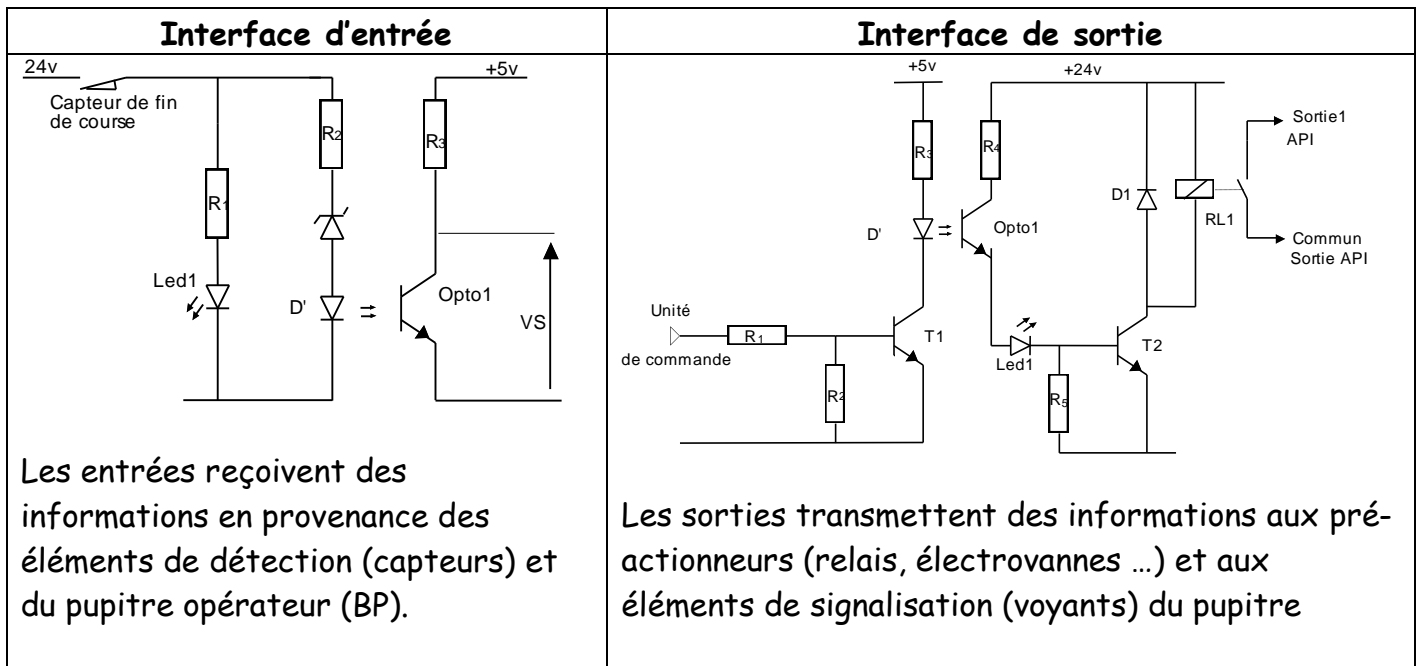 Interface d'entrée
24v
+5v
Capteur de fin
de course
R1
R2
R3
Led1
D'
Opto1
VS
Les entrées reçoivent des
informations en provenance des
éléments de détection (capteurs) et
du pupitre opérateur (BP).
Interface de sortie
+5v
+24v
R3
R4
D'
Opto1
D1
RL1
Sortie1
API
Commun
Sortie API
Unité
de commande
R1
R2
T1
Led1
R5
T2
Les sorties transmettent des informations aux pré-
actionneurs (relais, électrovannes …) et aux
éléments de signalisation (voyants) du pupitre